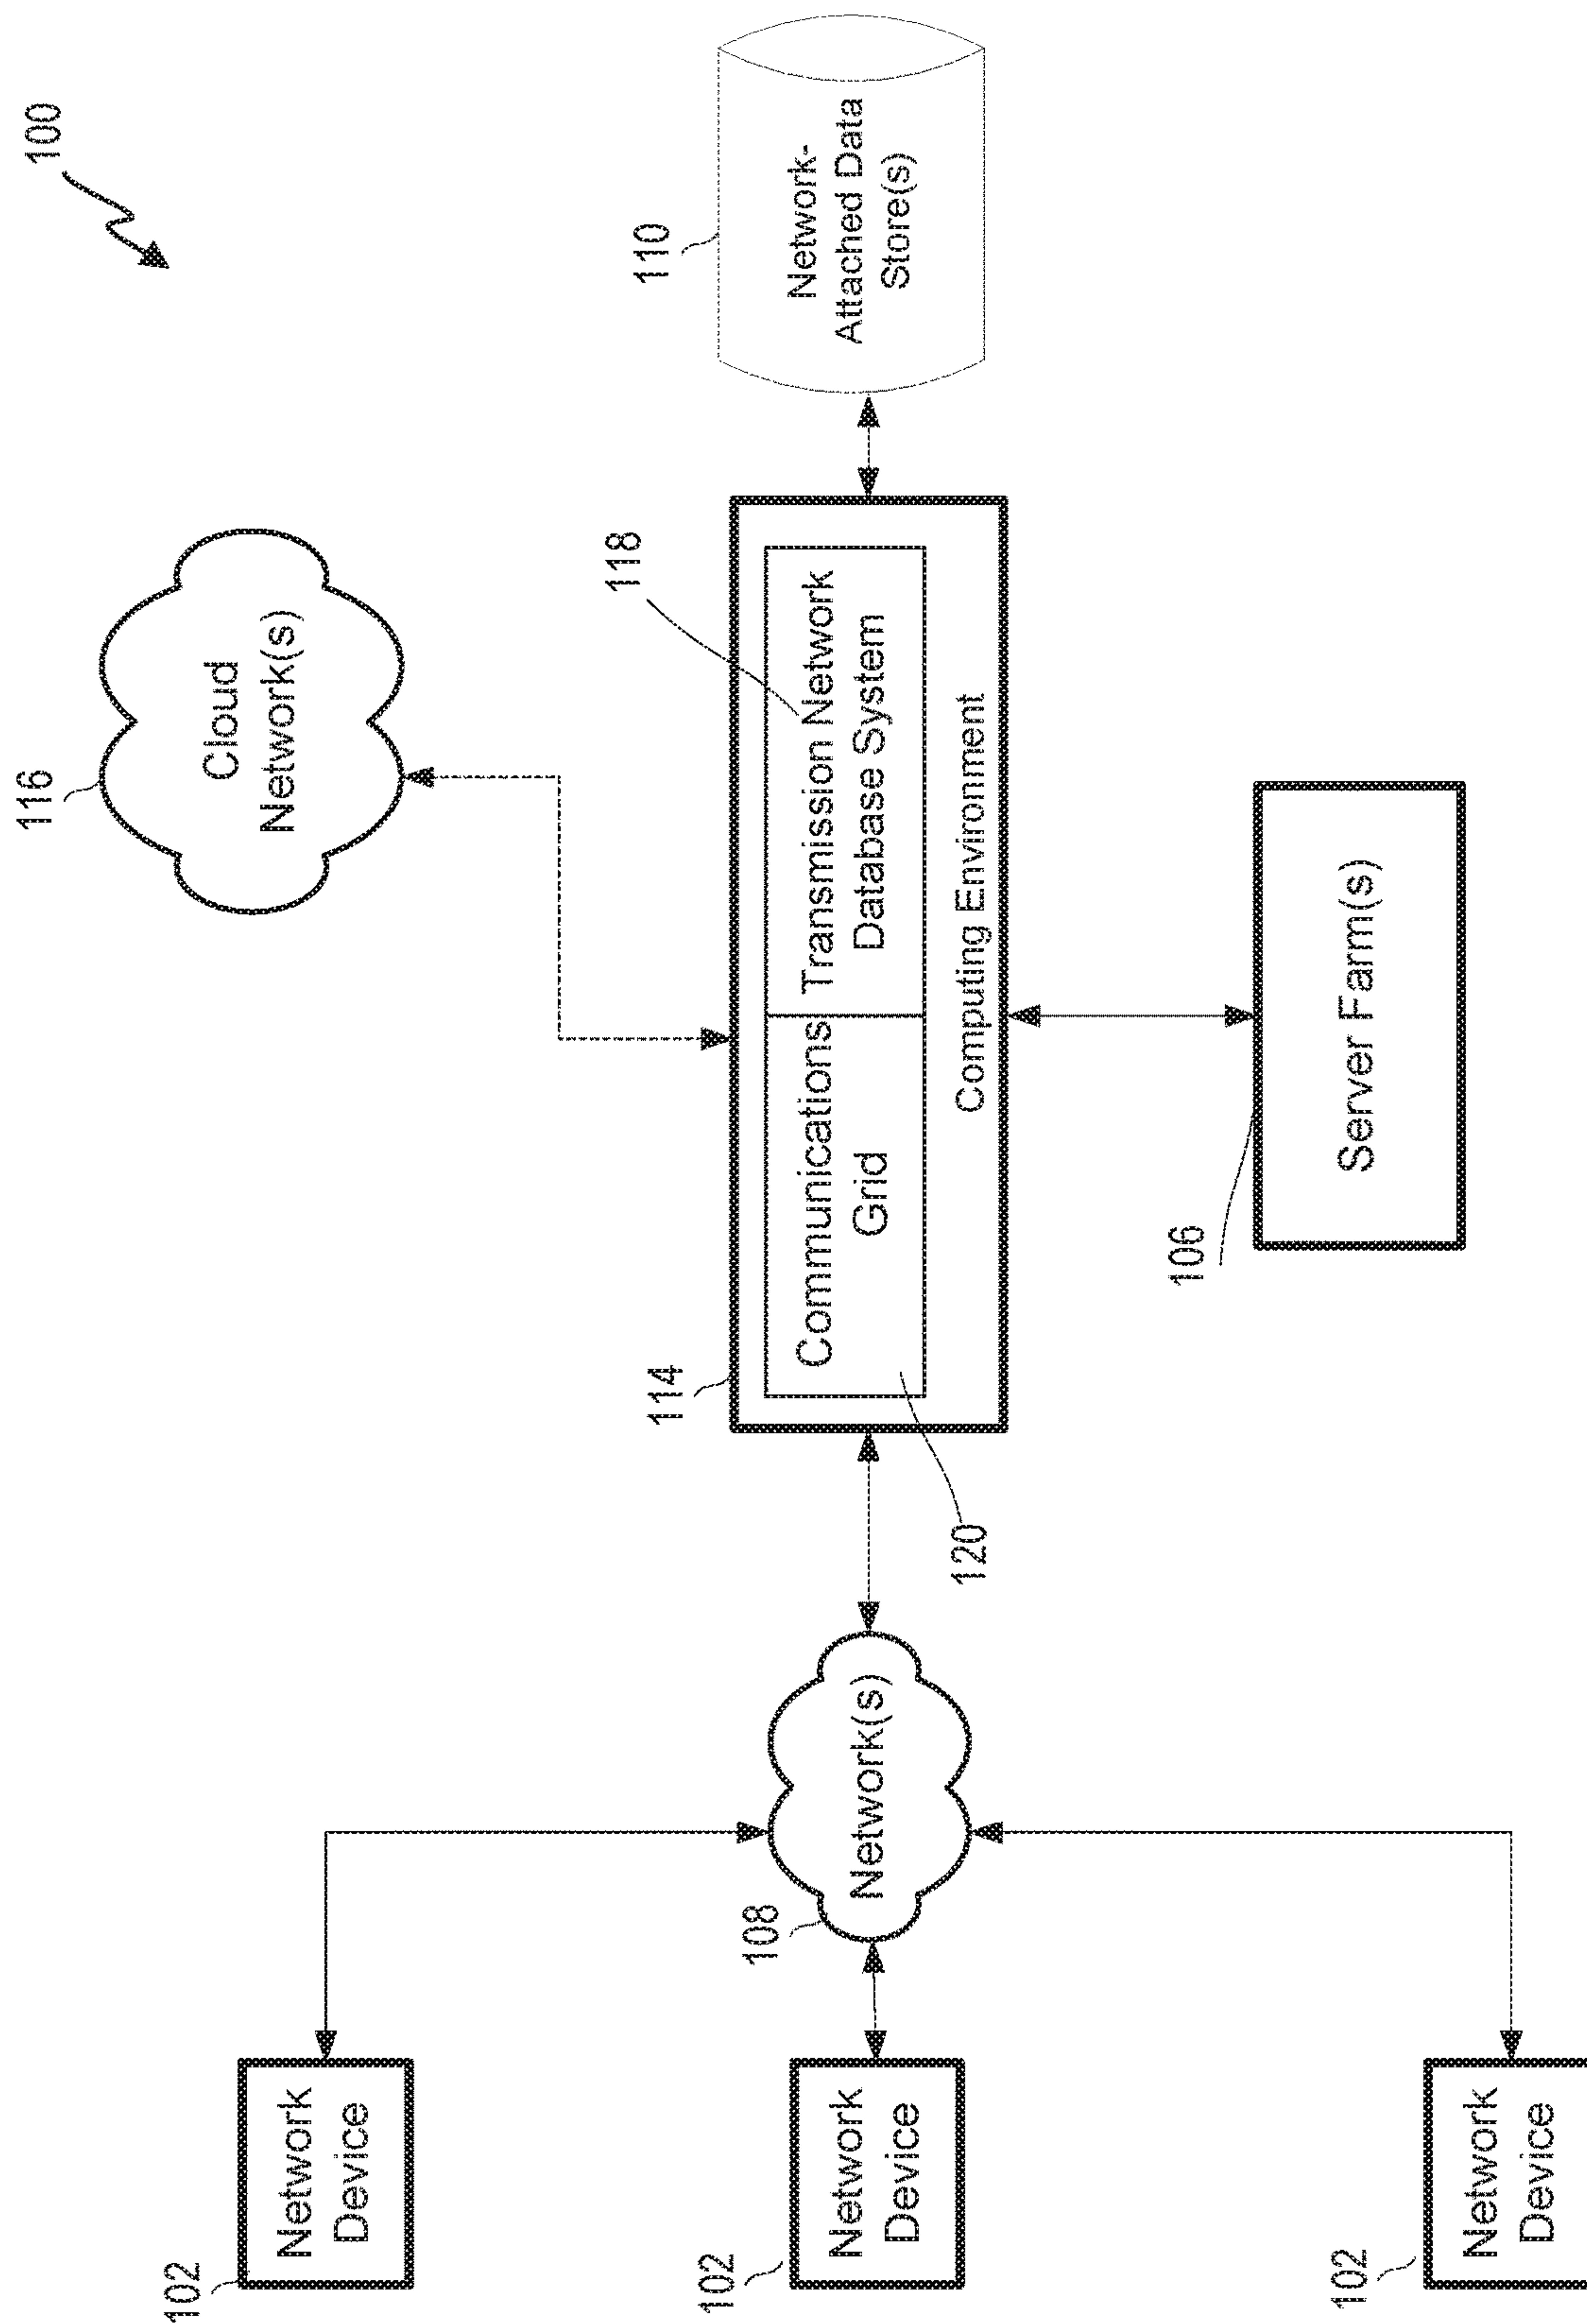 100
116
Cloud
Network(s)
110
Network-
Attached Data
Store(s)
118
114
Communications
Grid
Transmission Network
Database System
Computing Environment
120
106
Server Farm(s)
108
Network(s)
102
Network
Device
102
Network
Device
102
Network
Device